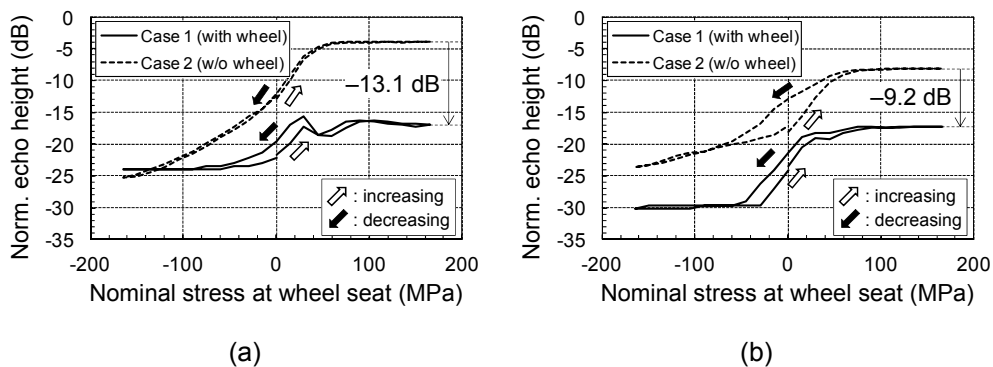 0
-5
-10
-15
-20
-25
-30
-35
Norm. echo height (dB)
Case 1 (with wheel)
Case 2 (w/o wheel)
–13.1 dB
: increasing
: decreasing
-200 -100 0 100 200
Nominal stress at wheel seat (MPa)
(a)
0
-5
-10
-15
-20
-25
-30
-35
Norm. echo height (dB)
Case 1 (with wheel)
Case 2 (w/o wheel)
–9.2 dB
: increasing
: decreasing
-200 -100 0 100 200
Nominal stress at wheel seat (MPa)
(b)